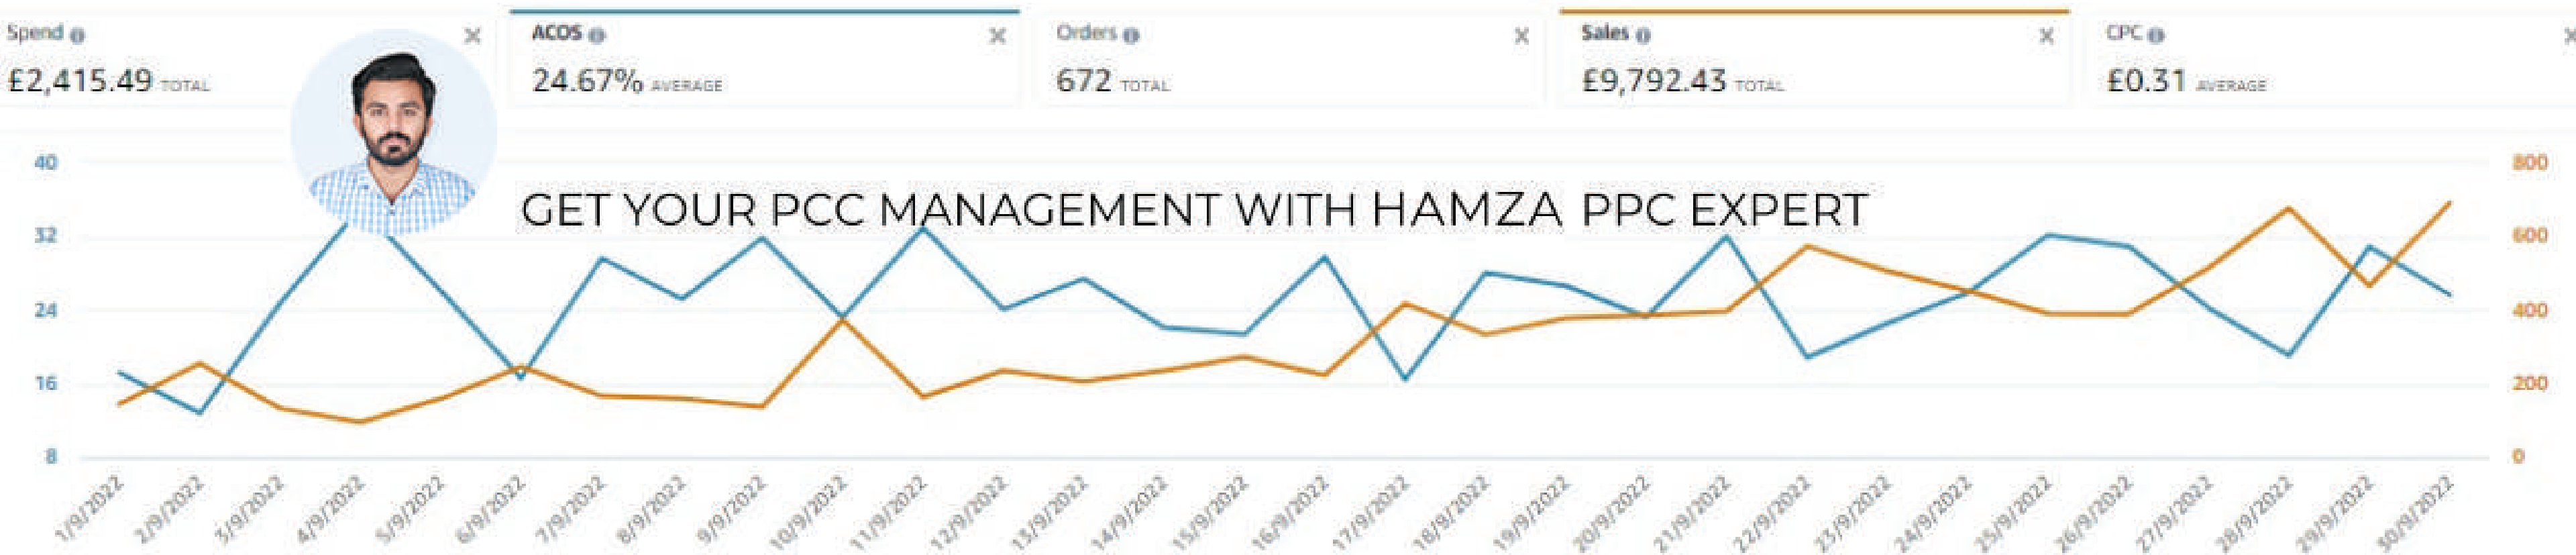 Spend ACOS Orders Sales CPC
£2,415.49 TOTAL 24.67% AVERAGE 672 TOTAL £9,792.43 TOTAL £0.31 AVERAGE
40 800
GET YOUR PCC MANAGEMENT WITH HAMZA PPC EXPERT
32 600
24 400
16 200
8 0
1/9/2022 2/9/2022 3/9/2022 4/9/2022 5/9/2022 6/9/2022 7/9/2022 8/9/2022 9/9/2022 10/9/2022 11/9/2022 12/9/2022 13/9/2022 14/9/2022 15/9/2022 16/9/2022 17/9/2022 18/9/2022 19/9/2022 20/9/2022 21/9/2022 22/9/2022 23/9/2022 24/9/2022 25/9/2022 26/9/2022 27/9/2022 28/9/2022 29/9/2022 30/9/2022